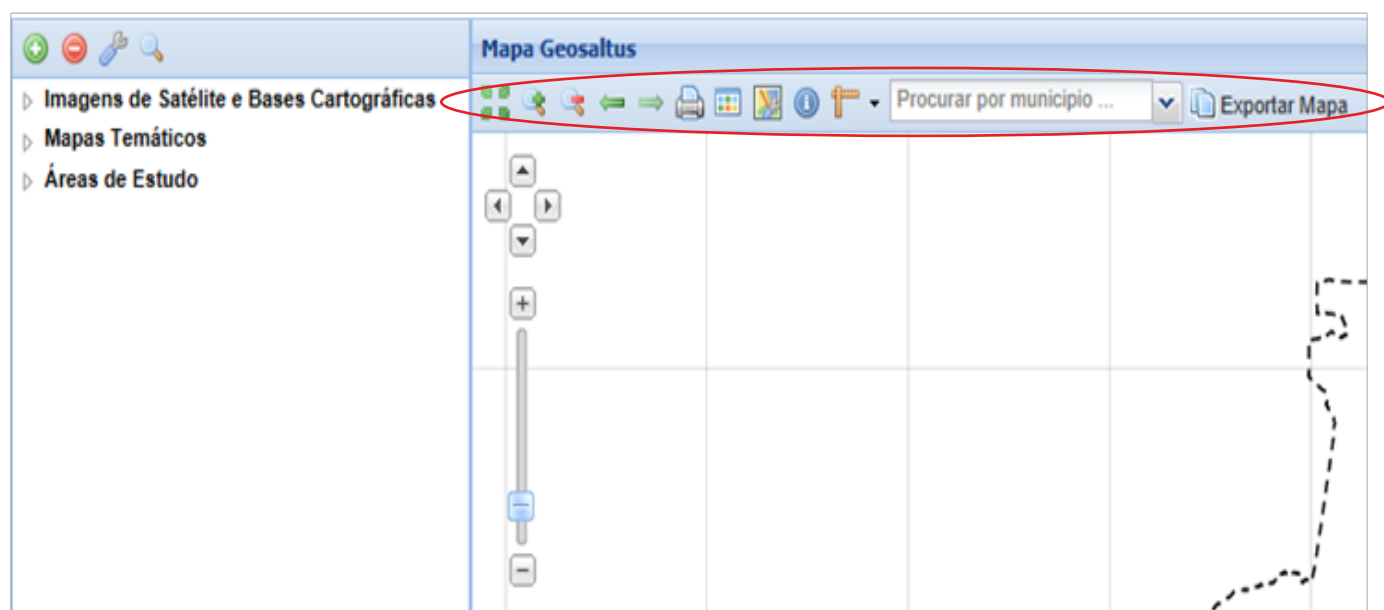 Mapa Geosaltus
Imagens de Satélite e Bases Cartográficas
Mapas Temáticos
Áreas de Estudo
Procurar por municipio ...
Exportar Mapa